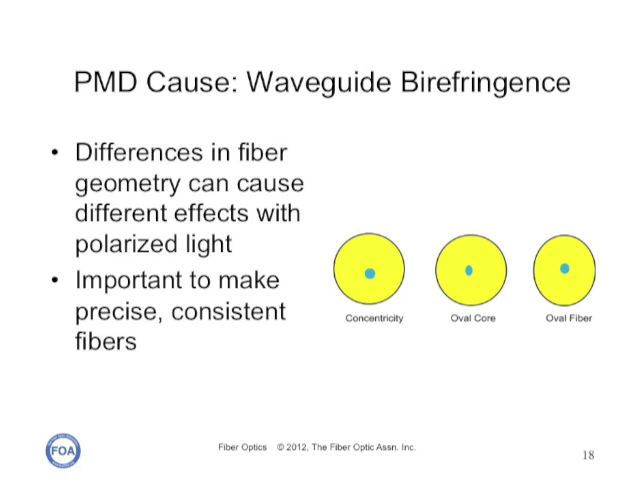 PMD Cause: Waveguide Birefringence
• Differences in fiber
geometry can cause
different effects with
polarized light
• Important to make
precise, consistent
fibers
Concentricity
Oval Core
Oval Fiber
FOA
Fiber Optics © 2012, The Fiber Optic Assn. Inc.
18